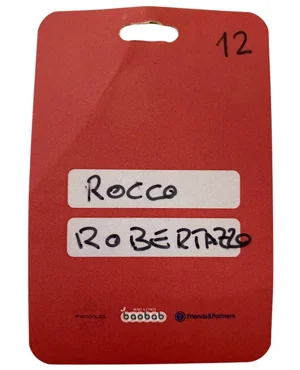 12
ROCCO
ROBERTAZZO
baobab
Friends&Partners